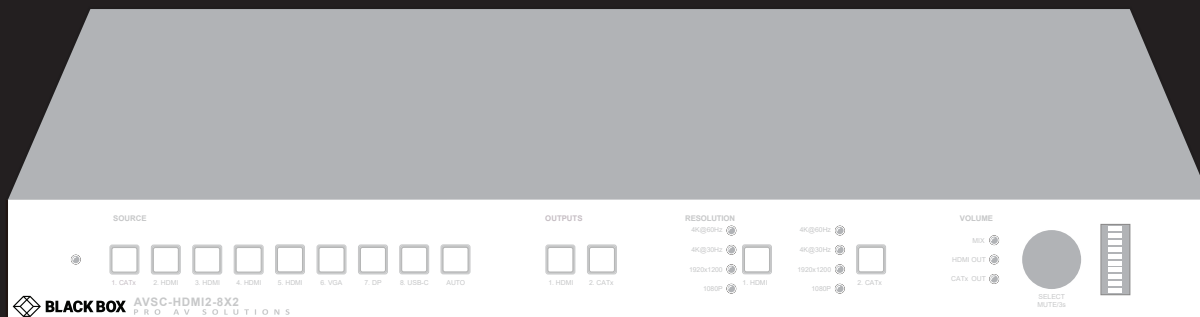 SOURCE
OUTPUTS
RESOLUTION
VOLUME
4K@60Hz
4K@60Hz
MIX
4K@30Hz
4K@30Hz
HDMI OUT
1920x1200
1920x1200
CATx OUT
1. CATx
2. HDMI
3. HDMI
4. HDMI
5. HDMI
6. VGA
7. DP
8. USB-C
AUTO
1. HDMI
2. CATx
1080P
1. HDMI
1080P
2. CATx
SELECT
MUTE/3s
BLACK BOX
AVSC-HDMI2-8X2
PRO AV SOLUTIONS